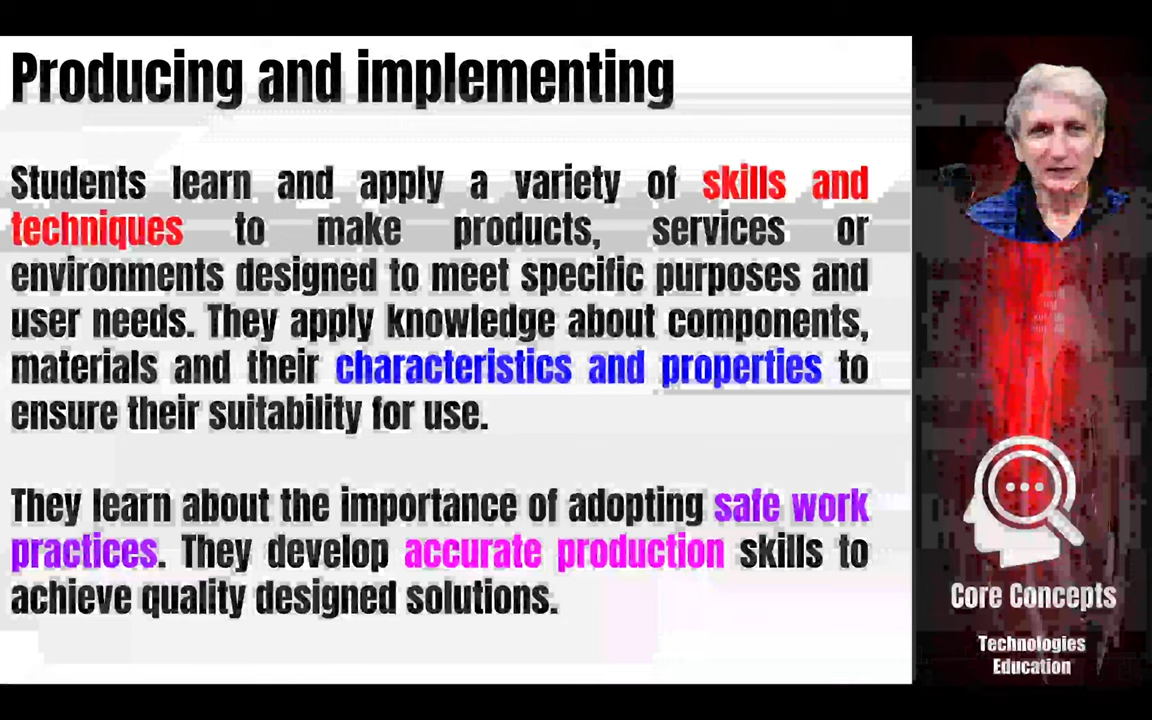 Producing and implementing
Students learn and apply a variety of skills and
techniques to make products, services or
environments designed to meet specific purposes and
user needs. They apply knowledge about components,
materials and their characteristics and properties to
ensure their suitability for use.
They learn about the importance of adopting safe work
practices. They develop accurate production skills to
achieve quality designed solutions.
Core Concepts
Technologies
Education